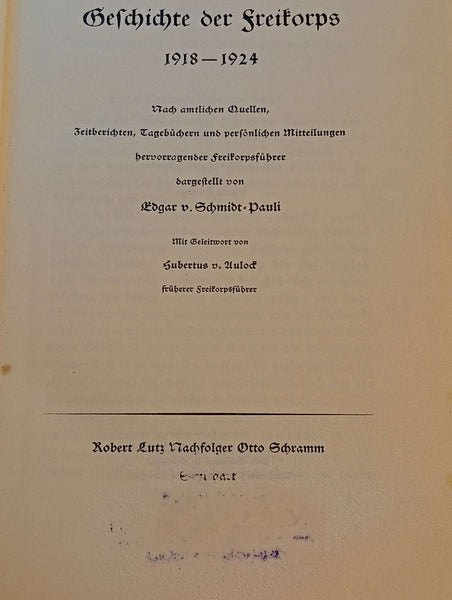 Geschichte der Freikorps
1918—1924
Nach amtlichen Quellen,
Zeitberichten, Tagebüchern und persönlichen Mitteilungen
hervorragender Freikorpsführer
dargestellt von
Edgar v. Schmidt-Pauli
Mit Geleitwort von
Hubertus v. Aulock
früherer Freikorpsführer
Robert Lutz Nachfolger Otto Schramm